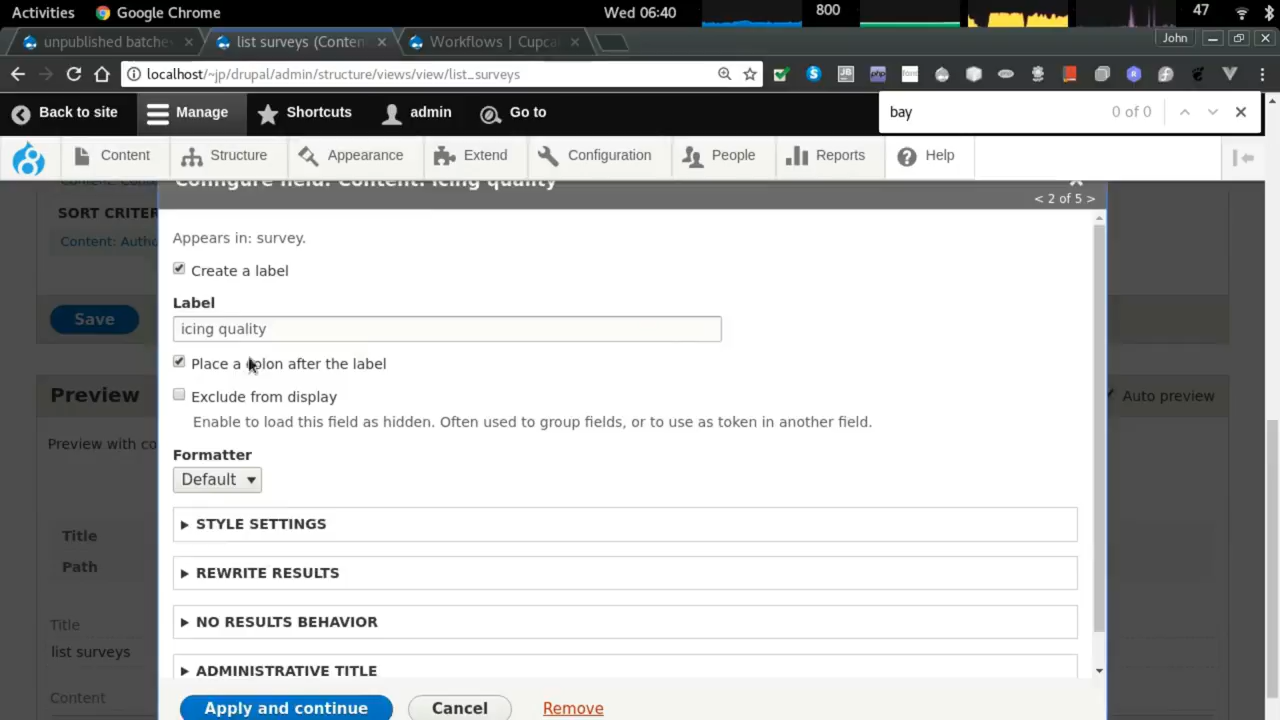 Activities Google Chrome Wed 06:40 800 47
unpublished batche list surveys (Conten Workflows | Cupca John
localhost/~jp/drupal/admin/structure/views/view/list_surveys
Back to site Manage Shortcuts admin Go to bay 0 of 0
Content Structure Appearance Extend Configuration People Reports Help
Configure field: Content: icing quality
< 2 of 5 >
SORT CRITER
Content: Autho
Save
Preview
Auto preview
Preview with co
Title
Path
Title
list surveys
Content
Appears in: survey.
Create a label
Label
icing quality
Place a colon after the label
Exclude from display
Enable to load this field as hidden. Often used to group fields, or to use as token in another field.
Formatter
Default
STYLE SETTINGS
REWRITE RESULTS
NO RESULTS BEHAVIOR
ADMINISTRATIVE TITLE
Apply and continue Cancel Remove